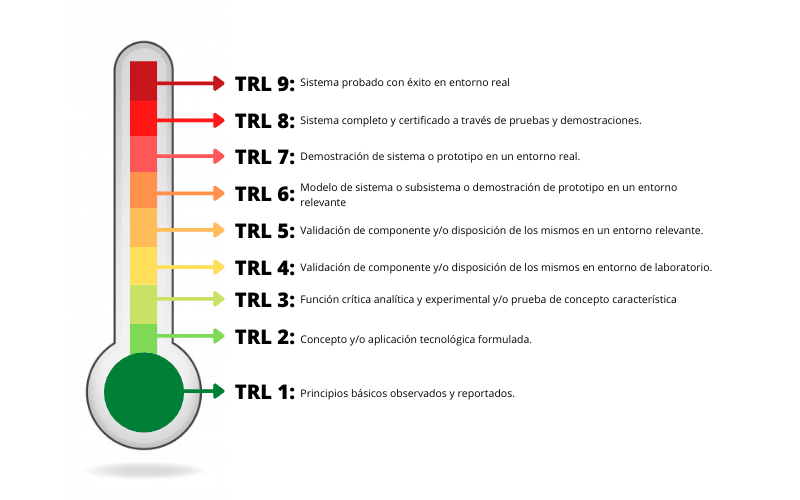 TRL 9: Sistema probado con éxito en entorno real
TRL 8: Sistema completo y certificado a través de pruebas y demostraciones.
TRL 7: Demostración de sistema o prototipo en un entorno real.
TRL 6: Modelo de sistema o subsistema o demostración de prototipo en un entorno
relevante
TRL 5: Validación de componente y/o disposición de los mismos en un entorno relevante.
TRL 4: Validación de componente y/o disposición de los mismos en entorno de laboratorio.
TRL 3: Función crítica analítica y experimental y/o prueba de concepto característica
TRL 2: Concepto y/o aplicación tecnológica formulada.
TRL 1: Principios básicos observados y reportados.